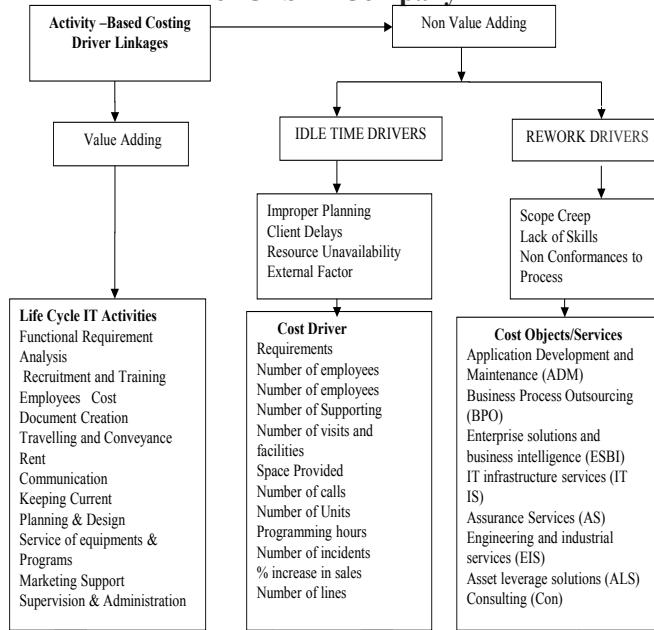 Activity –Based Costing
Driver Linkages
Non Value Adding
Value Adding
IDLE TIME DRIVERS
REWORK DRIVERS
Improper Planning
Client Delays
Resource Unavailability
External Factor
Scope Creep
Lack of Skills
Non Conformances to
Process
Life Cycle IT Activities
Functional Requirement
Analysis
Recruitment and Training
Employees Cost
Document Creation
Travelling and Conveyance
Rent
Communication
Keeping Current
Planning & Design
Service of equipments &
Programs
Marketing Support
Supervision & Administration
Cost Driver
Requirements
Number of employees
Number of employees
Number of Supporting
Number of visits and
facilities
Space Provided
Number of calls
Number of Units
Programming hours
Number of incidents
% increase in sales
Number of lines
Cost Objects/Services
Application Development and
Maintenance (ADM)
Business Process Outsourcing
(BPO)
Enterprise solutions and
business intelligence (ESBI)
IT infrastructure services (IT
IS)
Assurance Services (AS)
Engineering and industrial
services (EIS)
Asset leverage solutions (ALS)
Consulting (Con)